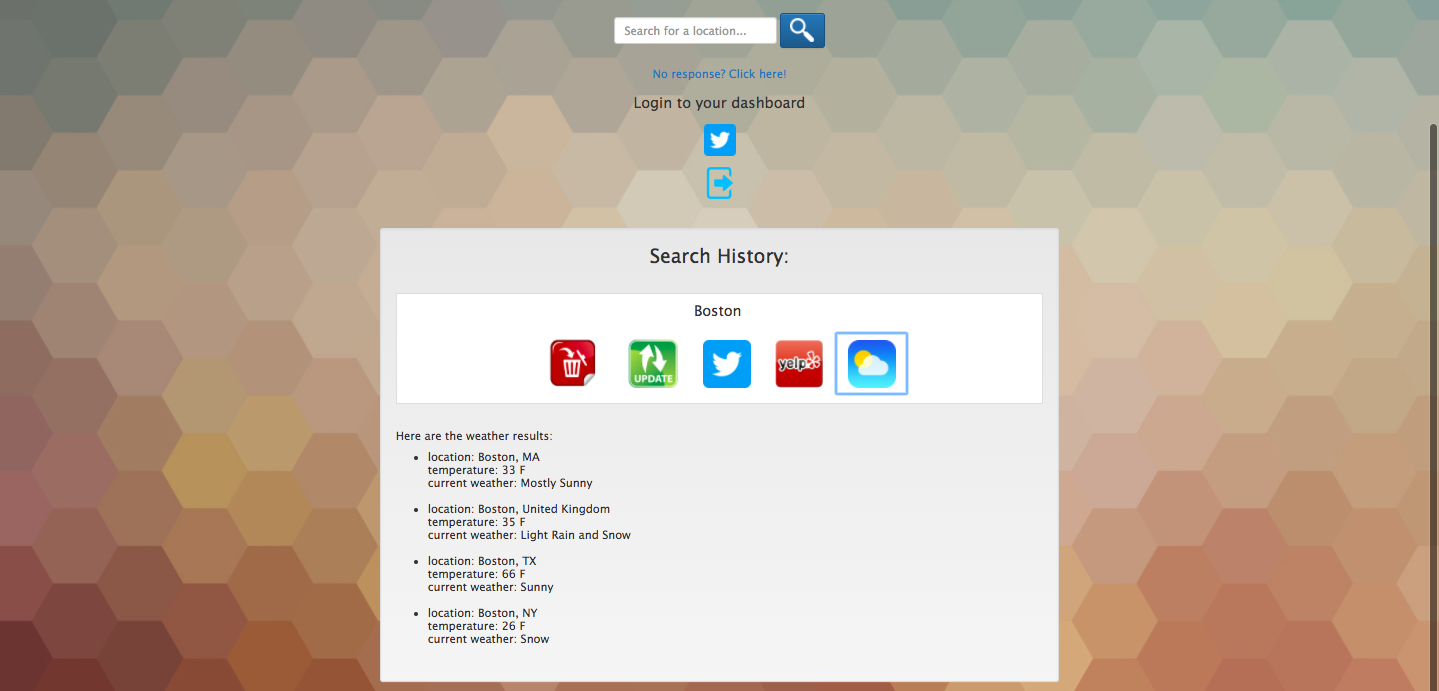 Search for a location...
No response? Click here!
Login to your dashboard
Search History:
Boston
UPDATE
yelp
Here are the weather results:
location: Boston, MA
temperature: 33 F
current weather: Mostly Sunny
location: Boston, United Kingdom
temperature: 35 F
current weather: Light Rain and Snow
location: Boston, TX
temperature: 66 F
current weather: Sunny
location: Boston, NY
temperature: 26 F
current weather: Snow